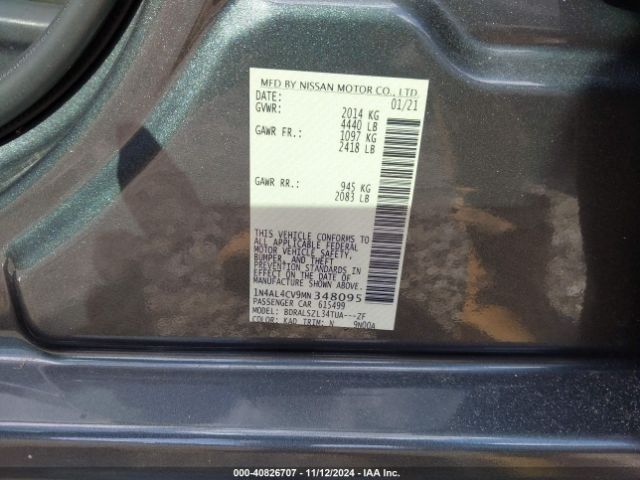 MFD BY NISSAN MOTOR CO., LTD.
DATE: 01/21
GVWR: 2014 KG
4440 LB
GAWR FR.: 1097 KG
2418 LB
GAWR RR.: 945 KG
2083 LB
THIS VEHICLE CONFORMS TO
ALL APPLICABLE FEDERAL
MOTOR VEHICLE SAFETY,
BUMPER, AND THEFT
PREVENTION STANDARDS IN
EFFECT ON THE DATE OF
MANUFACTURE SHOWN ABOVE.
1N4AL4CV9MN348095
PASSENGER CAR 615499
MODEL: BDRALSZL34TUA---ZF
COLOR: KAD TRIM: N 9N00A
000-40826707 - 11/12/2024 - IAA Inc.